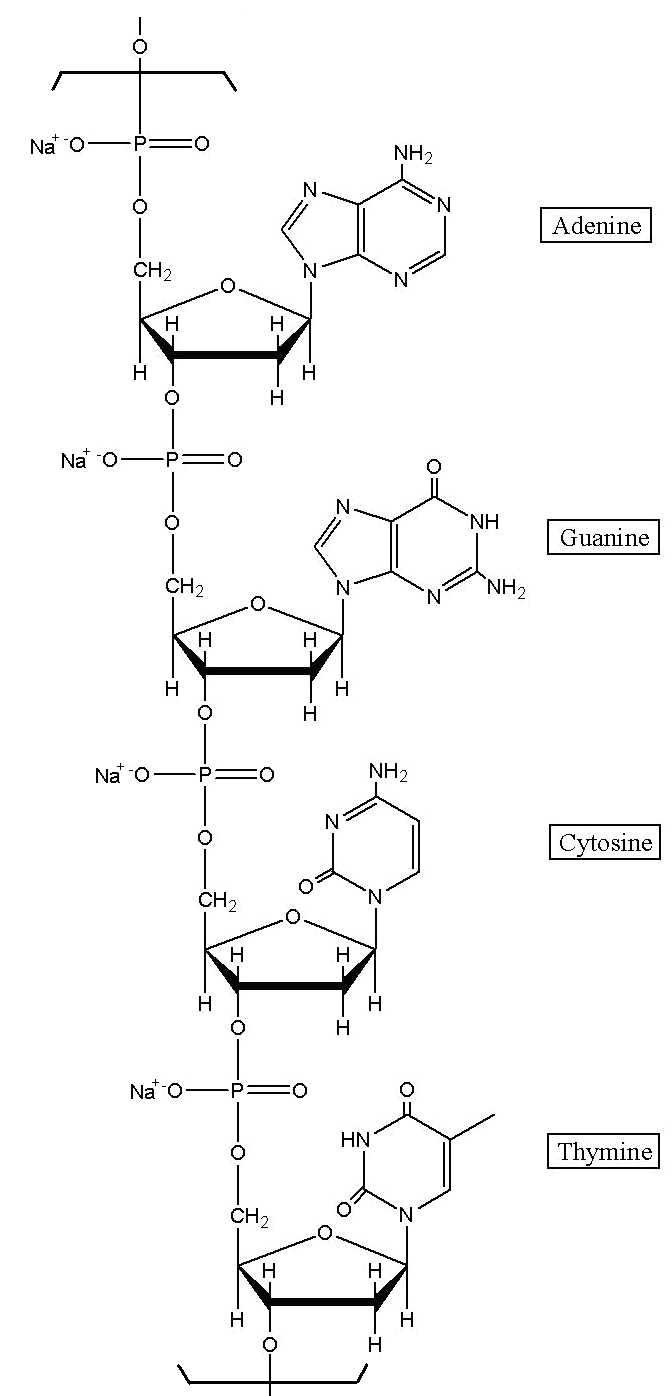 O
Na⁺ ⁻O P O NH₂
N N
O Adenine
CH₂ N N
O
H H
H H
O H
Na⁺ ⁻O P O O
N
O NH Guanine
CH₂ N N NH₂
O
H H
H H
O H
Na⁺ ⁻O P O NH₂
N
O Cytosine
O N
CH₂
O
H H
H H
O H
Na⁺ ⁻O P O O
HN
O Thymine
O
CH₂ N
O
H H
H H
O H